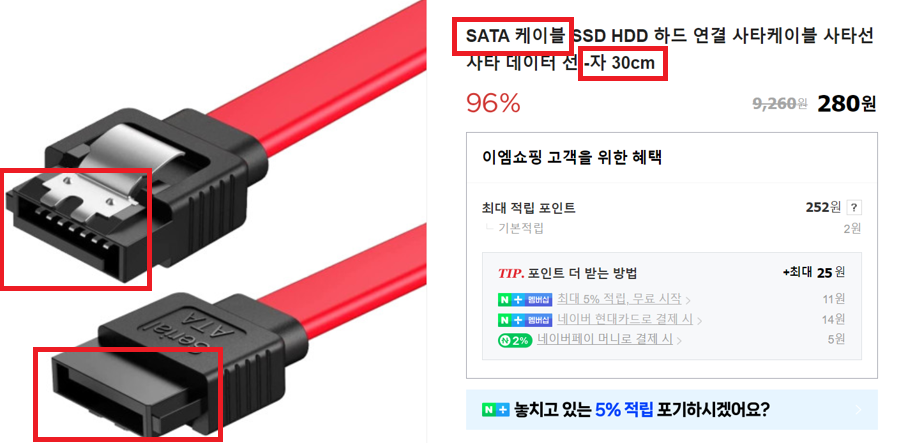 Serial
ATA
SATA 케이블 SSD HDD 하드 연결 사타케이블 사타선
사타 데이터 선 -자 30cm
96% 9,260원 280원
이엠쇼핑 고객을 위한 혜택
최대 적립 포인트 252원 ?
기본적립 2원
TIP. 포인트 더 받는 방법 +최대 25원
N+ 멤버십 최대 5% 적립, 무료 시작 > 11원
N+ 멤버십 네이버 현대카드로 결제 시 > 14원
N 2% 네이버페이 머니로 결제 시 > 5원
N+ 놓치고 있는 5% 적립 포기하시겠어요?